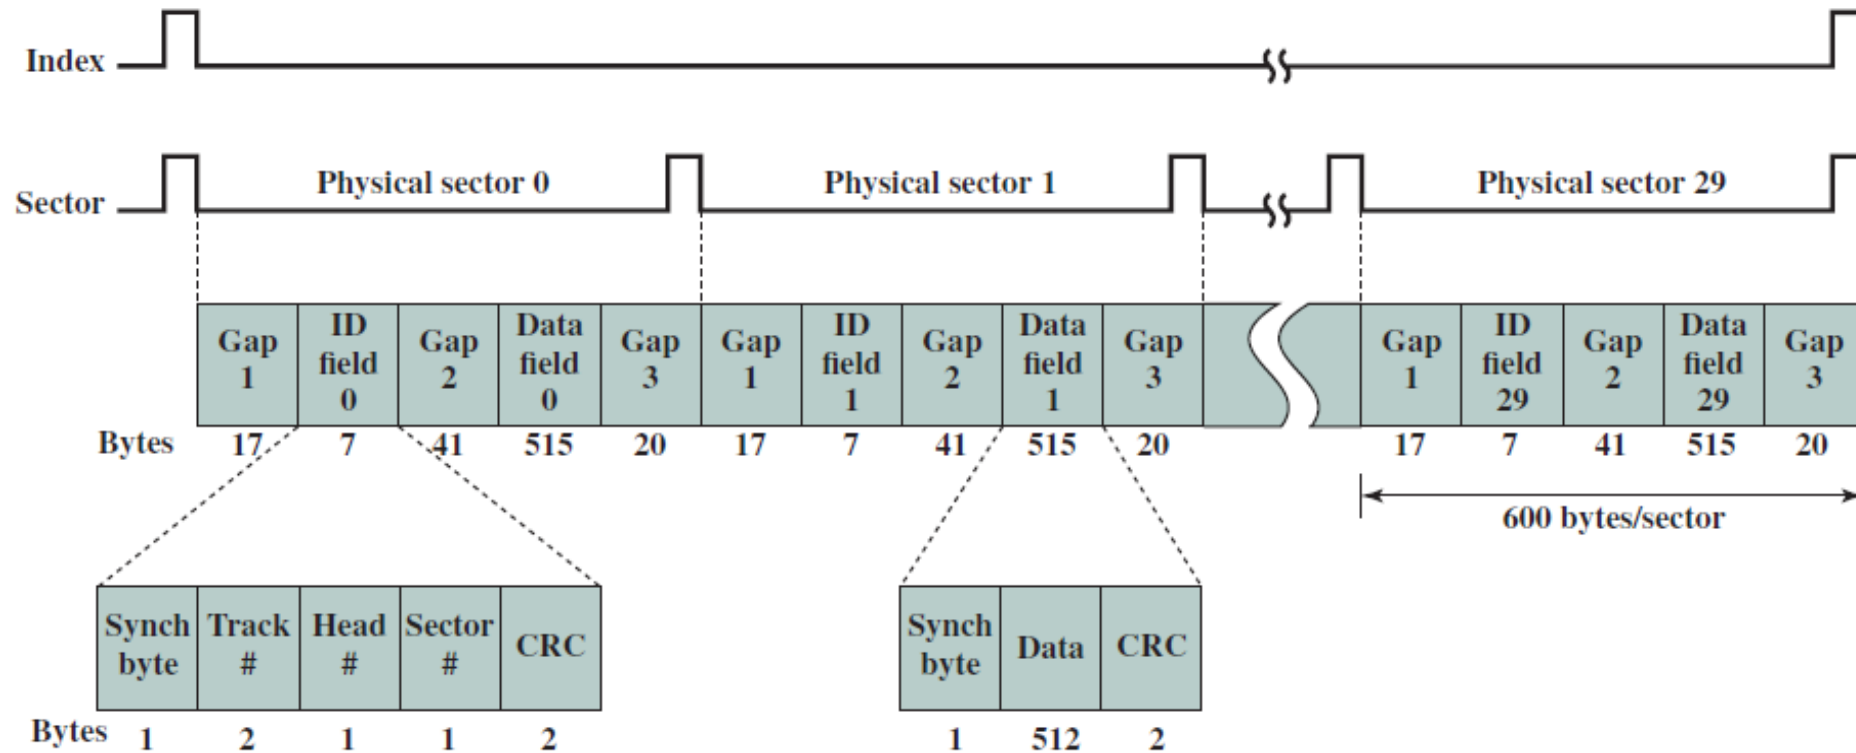 Index
Physical sector 0 Physical sector 1 Physical sector 29
Sector
Gap 1 ID field 0 Gap 2 Data field 0 Gap 3 Gap 1 ID field 1 Gap 2 Data field 1 Gap 3 Gap 1 ID field 29 Gap 2 Data field 29 Gap 3
Bytes 17 7 41 515 20 17 7 41 515 20 17 7 41 515 20
600 bytes/sector
Synch byte Track # Head # Sector # CRC Synch byte Data CRC
Bytes 1 2 1 1 2 1 512 2